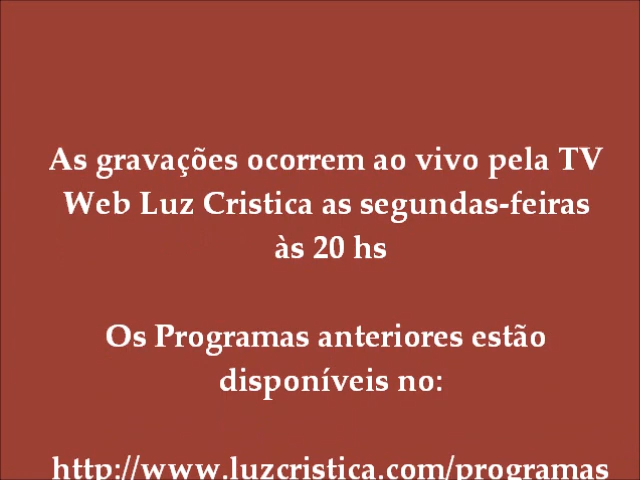 As gravações ocorrem ao vivo pela TV
Web Luz Cristica as segundas-feiras
às 20 hs
Os Programas anteriores estão
disponíveis no:
http://www.luzcristica.com/programas